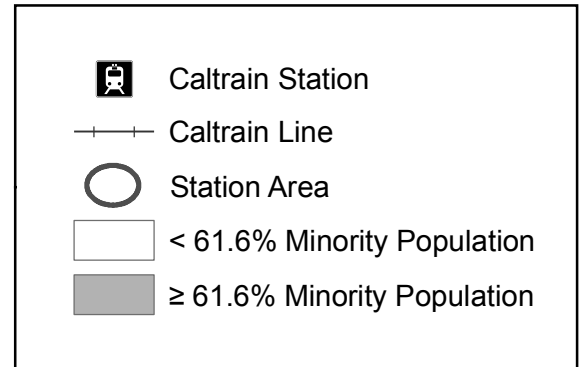 Caltrain Station
Caltrain Line
Station Area
< 61.6% Minority Population
≥ 61.6% Minority Population